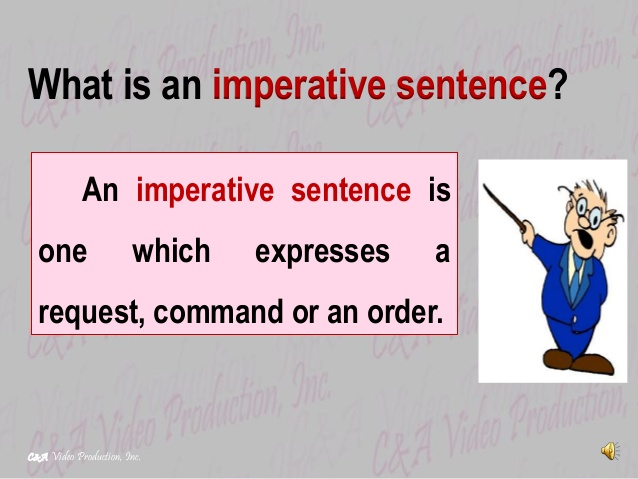 What is an imperative sentence?
An imperative sentence is
one which expresses a
request, command or an order.
C&A Video Production, Inc.